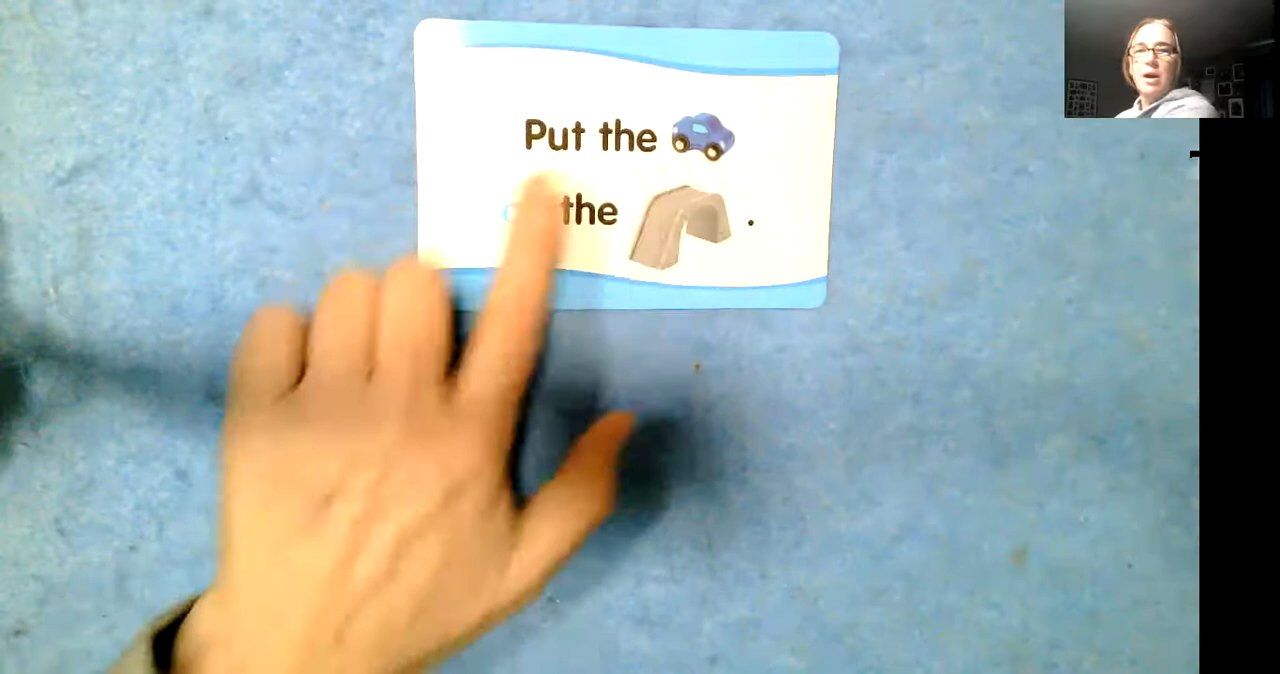 Put the
the .